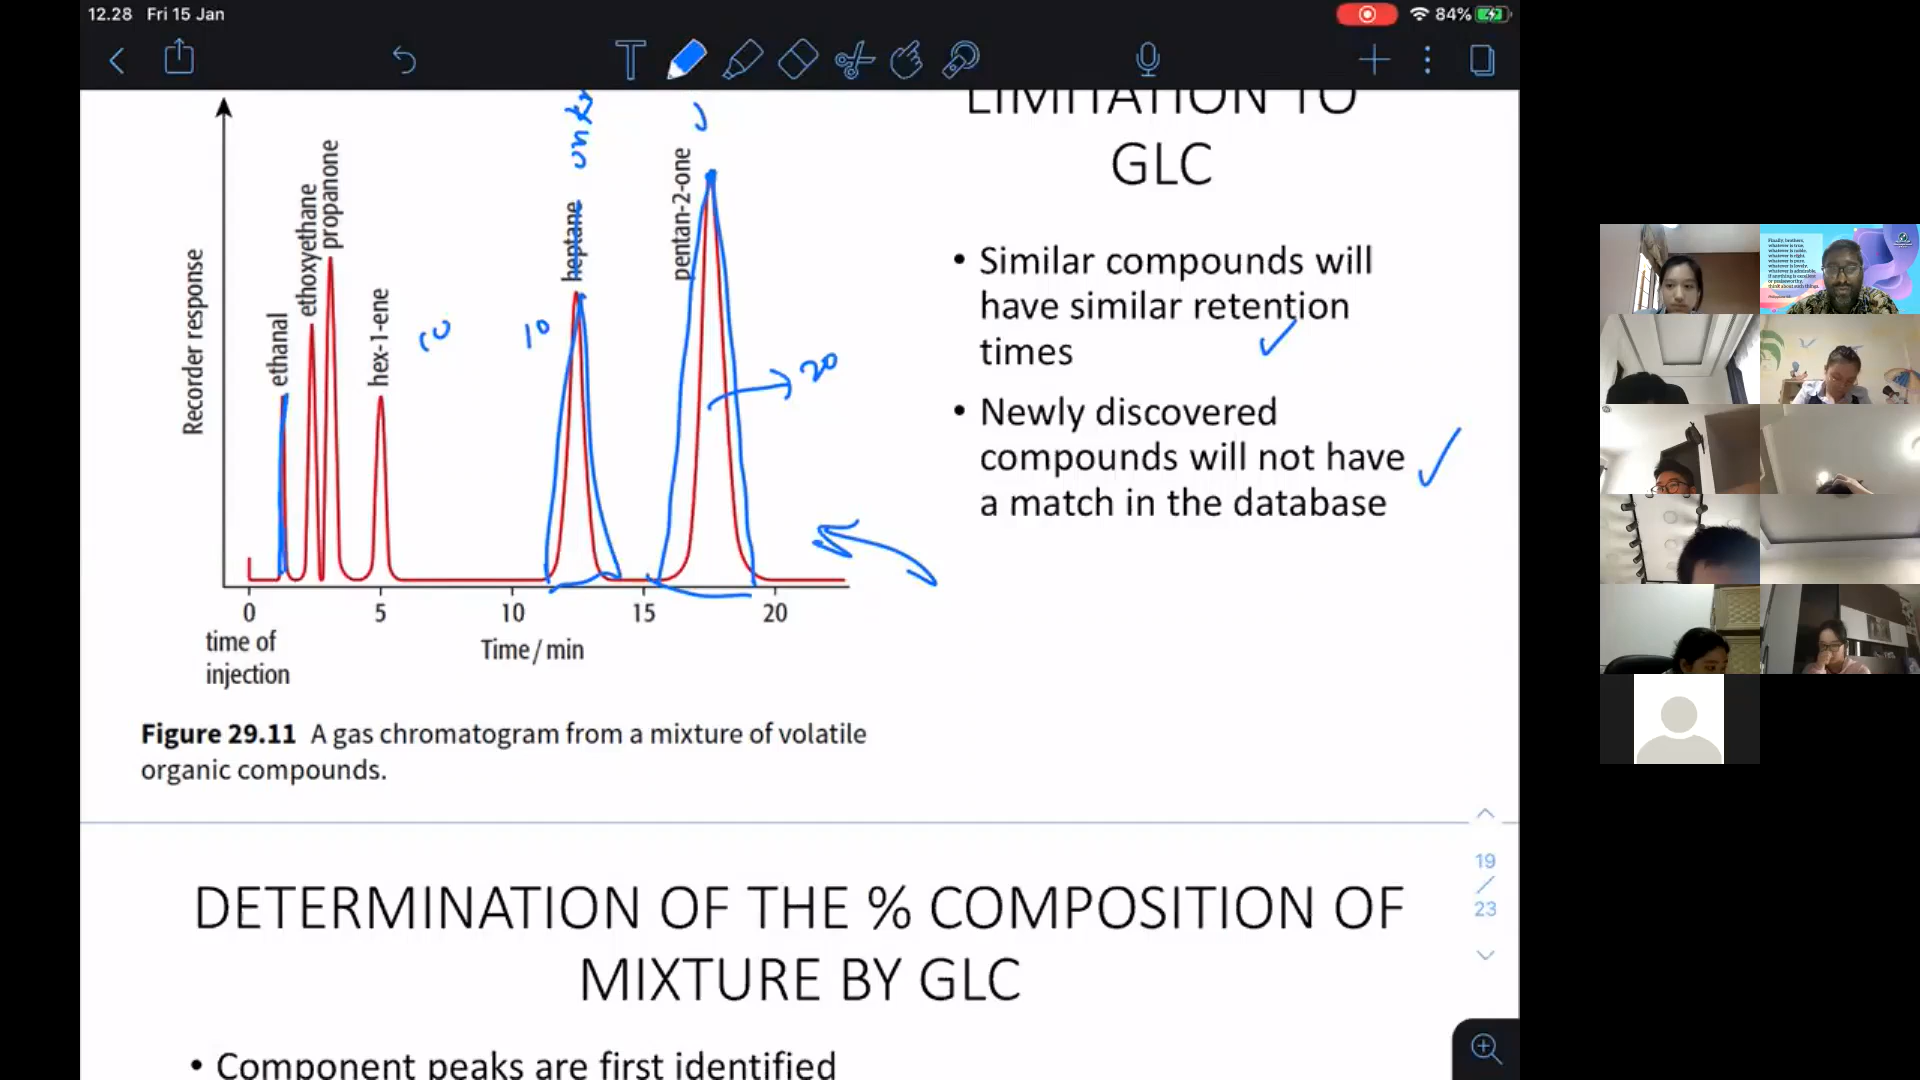 12.28 Fri 15 Jan
84%
LIMITATION TO
GLC
Recorder response
ethanal
ethoxyethane
propanone
hex-1-ene
heptane
pentan-2-one
10
10
20
• Similar compounds will
have similar retention
times
• Newly discovered
compounds will not have
a match in the database
0 5 10 15 20
time of
injection
Time/min
Figure 29.11 A gas chromatogram from a mixture of volatile
organic compounds.
19
/
23
DETERMINATION OF THE % COMPOSITION OF
MIXTURE BY GLC
• Component peaks are first identified